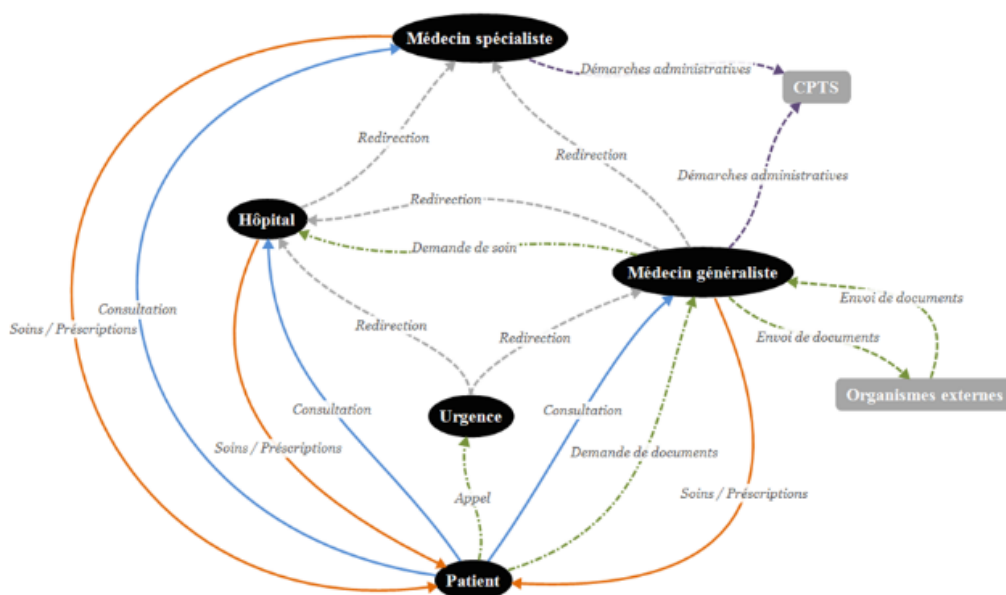 Médecin spécialiste
Démarches administratives
CPTS
Redirection
Redirection
Démarches administratives
Redirection
Hôpital
Demande de soin
Médecin généraliste
Envoi de documents
Consultation
Soins / Préscriptions
Redirection
Redirection
Envoi de documents
Organismes externes
Consultation
Urgence
Consultation
Soins / Préscriptions
Demande de documents
Appel
Soins / Préscriptions
Patient